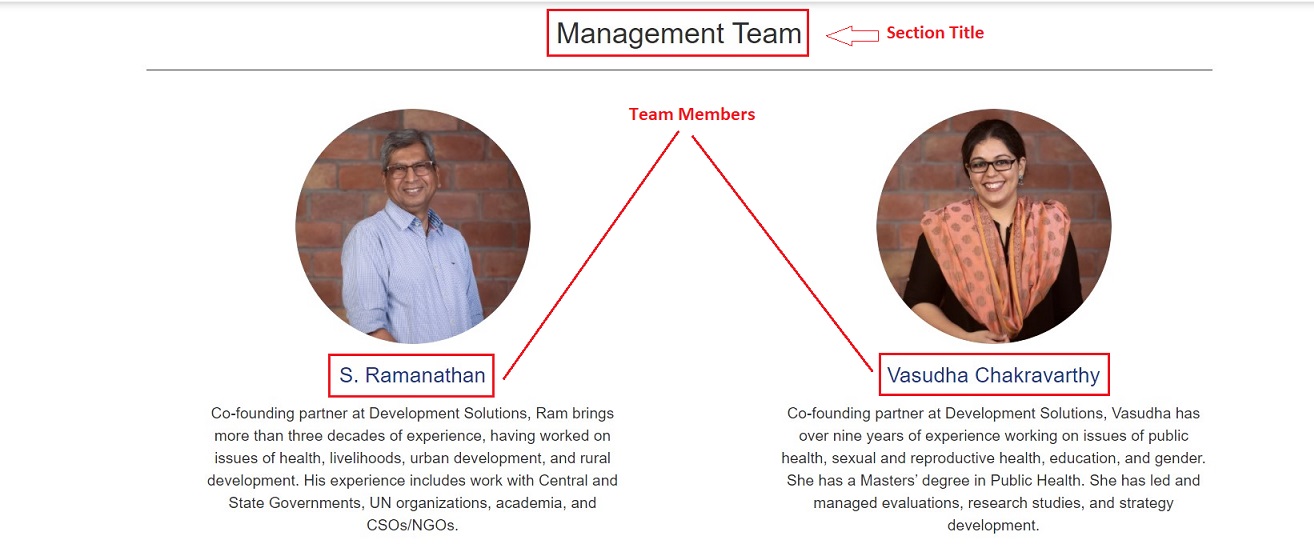 Management Team
Section Title
Team Members
S. Ramanathan
Co-founding partner at Development Solutions, Ram brings
more than three decades of experience, having worked on
issues of health, livelihoods, urban development, and rural
development. His experience includes work with Central and
State Governments, UN organizations, academia, and
CSOs/NGOs.
Vasudha Chakravarthy
Co-founding partner at Development Solutions, Vasudha has
over nine years of experience working on issues of public
health, sexual and reproductive health, education, and gender.
She has a Masters’ degree in Public Health. She has led and
managed evaluations, research studies, and strategy
development.